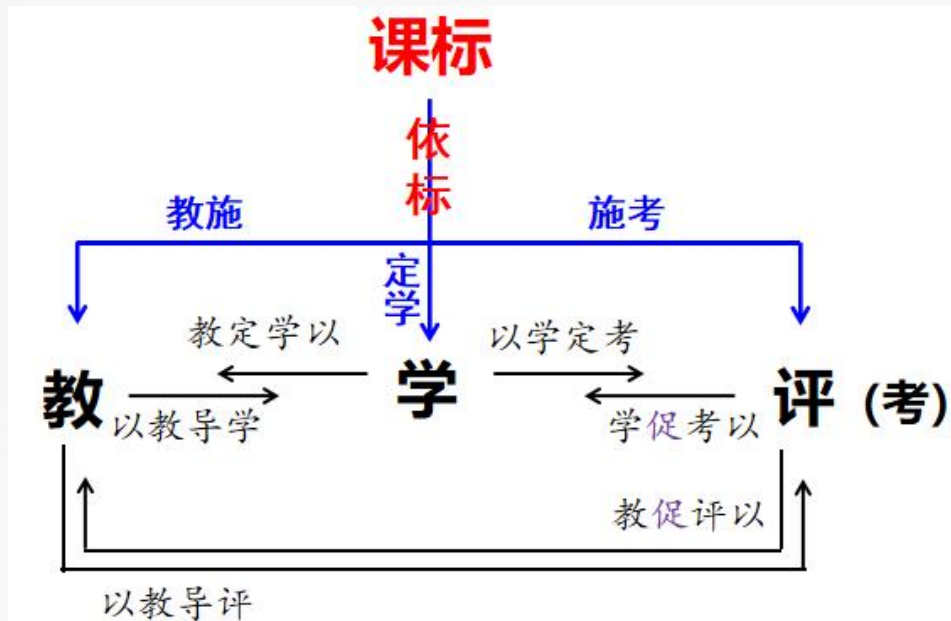 课标
依
标
教施
施考
定
学
教定学以
以学定考
教
学
评（考）
以教导学
学促考以
教促评以
以教导评